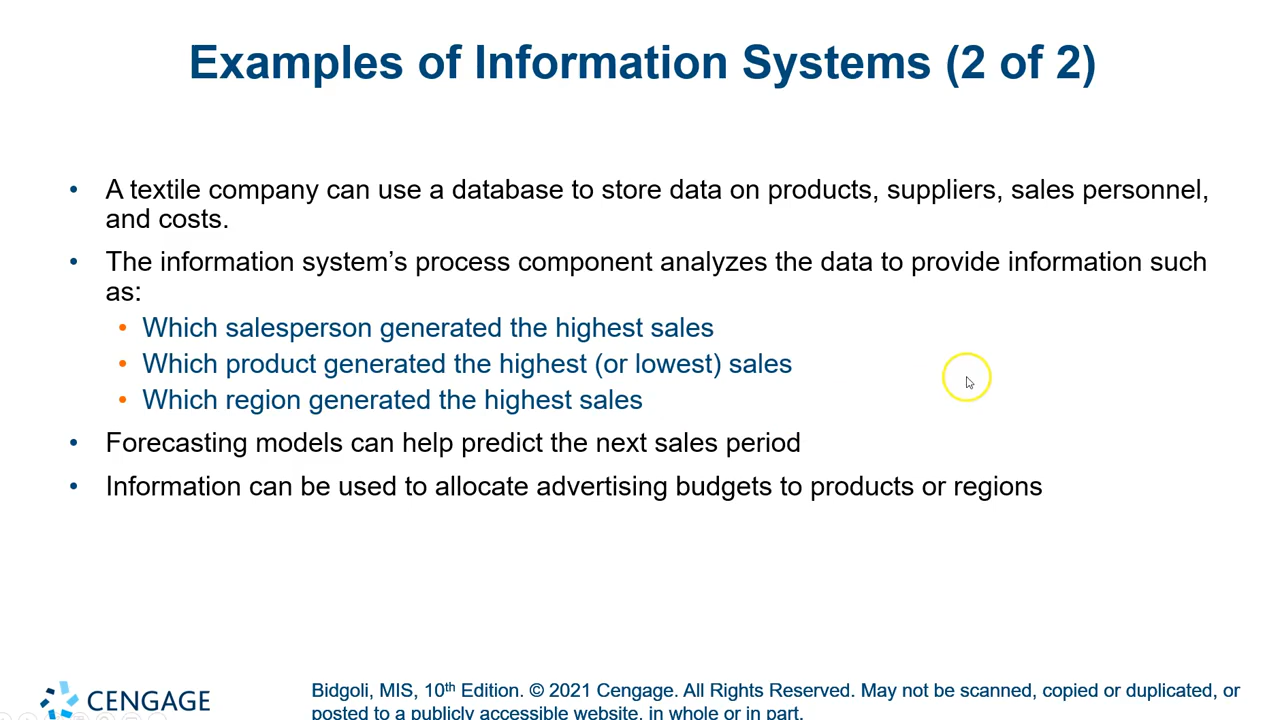 Examples of Information Systems (2 of 2)
• A textile company can use a database to store data on products, suppliers, sales personnel,
and costs.
• The information system’s process component analyzes the data to provide information such
as:
• Which salesperson generated the highest sales
• Which product generated the highest (or lowest) sales
• Which region generated the highest sales
• Forecasting models can help predict the next sales period
• Information can be used to allocate advertising budgets to products or regions
CENGAGE
Bidgoli, MIS, 10th Edition. © 2021 Cengage. All Rights Reserved. May not be scanned, copied or duplicated, or
posted to a publicly accessible website, in whole or in part.